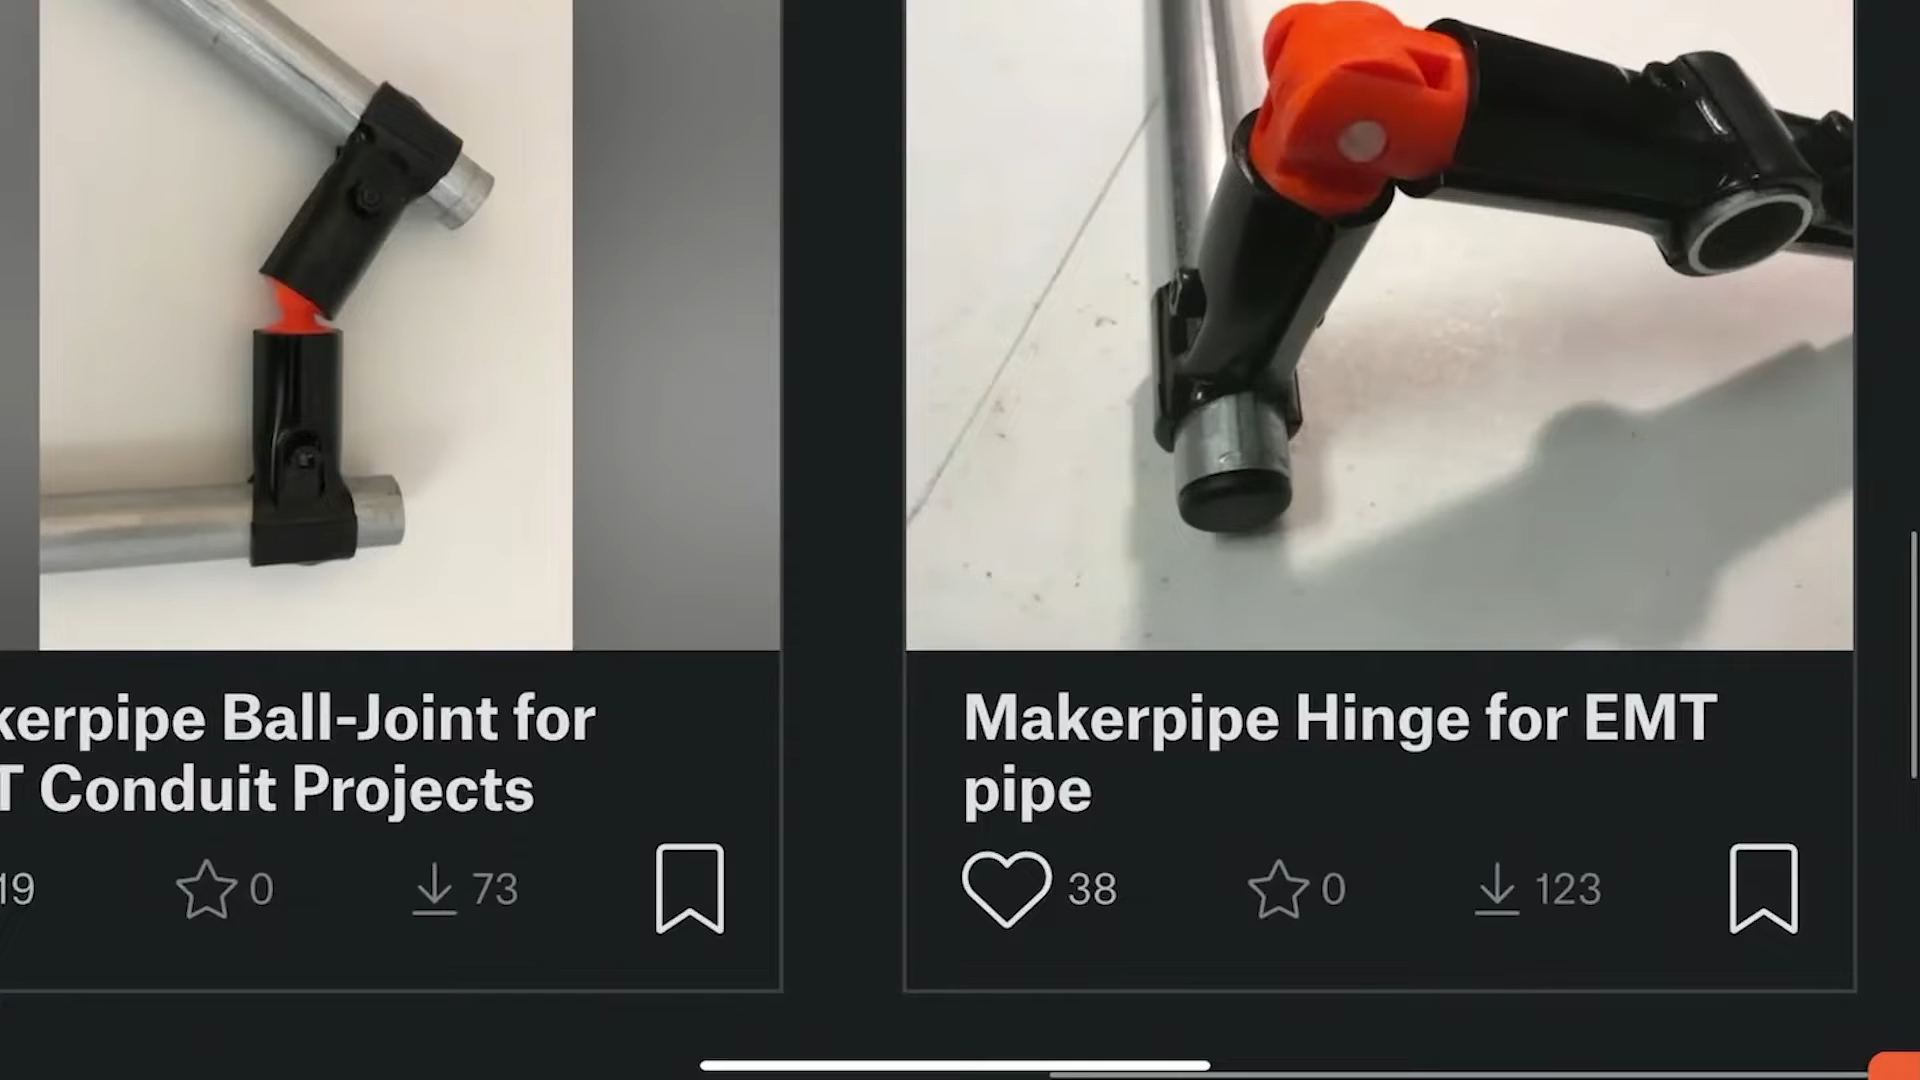 kerpipe Ball-Joint for
T Conduit Projects
19 0 73
Makerpipe Hinge for EMT
pipe
38 0 123